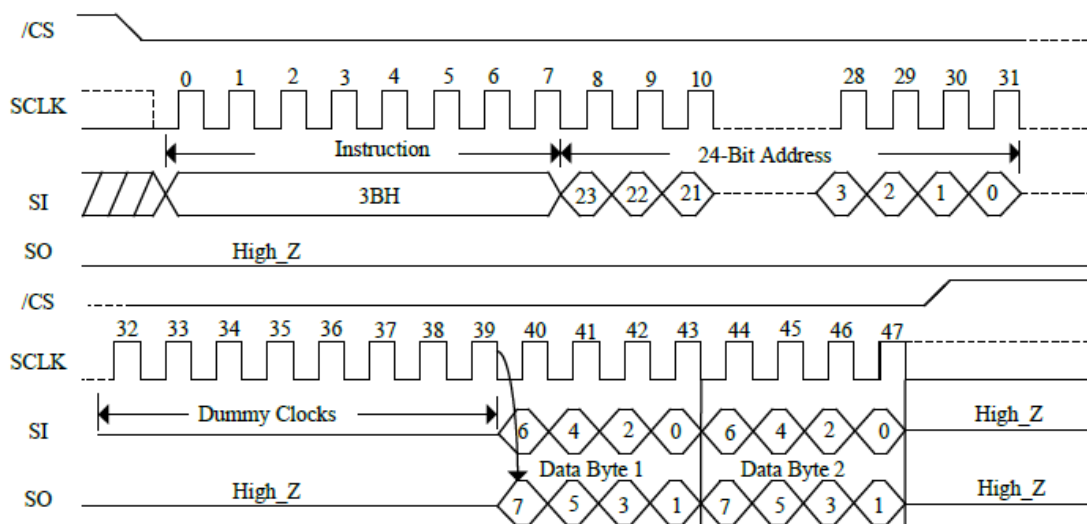 /CS
0 1 2 3 4 5 6 7 8 9 10 28 29 30 31
SCLK
Instruction 24-Bit Address
SI 3BH 23 22 21 3 2 1 0
SO High_Z
/CS
32 33 34 35 36 37 38 39 40 41 42 43 44 45 46 47
SCLK
Dummy Clocks
SI 6 4 2 0 6 4 2 0 High_Z
Data Byte 1 Data Byte 2
SO High_Z 7 5 3 1 7 5 3 1 High_Z